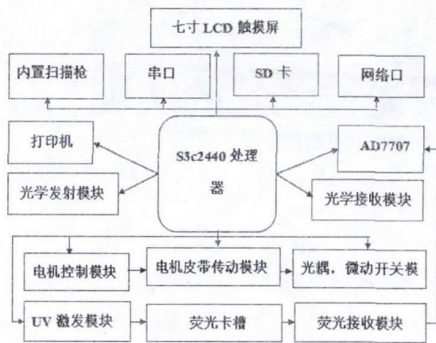 七寸 LCD 触摸屏
内置扫描枪
串口
SD 卡
网络口
打印机
S3c2440 处理
器
AD7707
光学发射模块
光学接收模块
电机控制模块
电机皮带传动模块
光耦，微动开关模
UV 激发模块
荧光卡槽
荧光接收模块